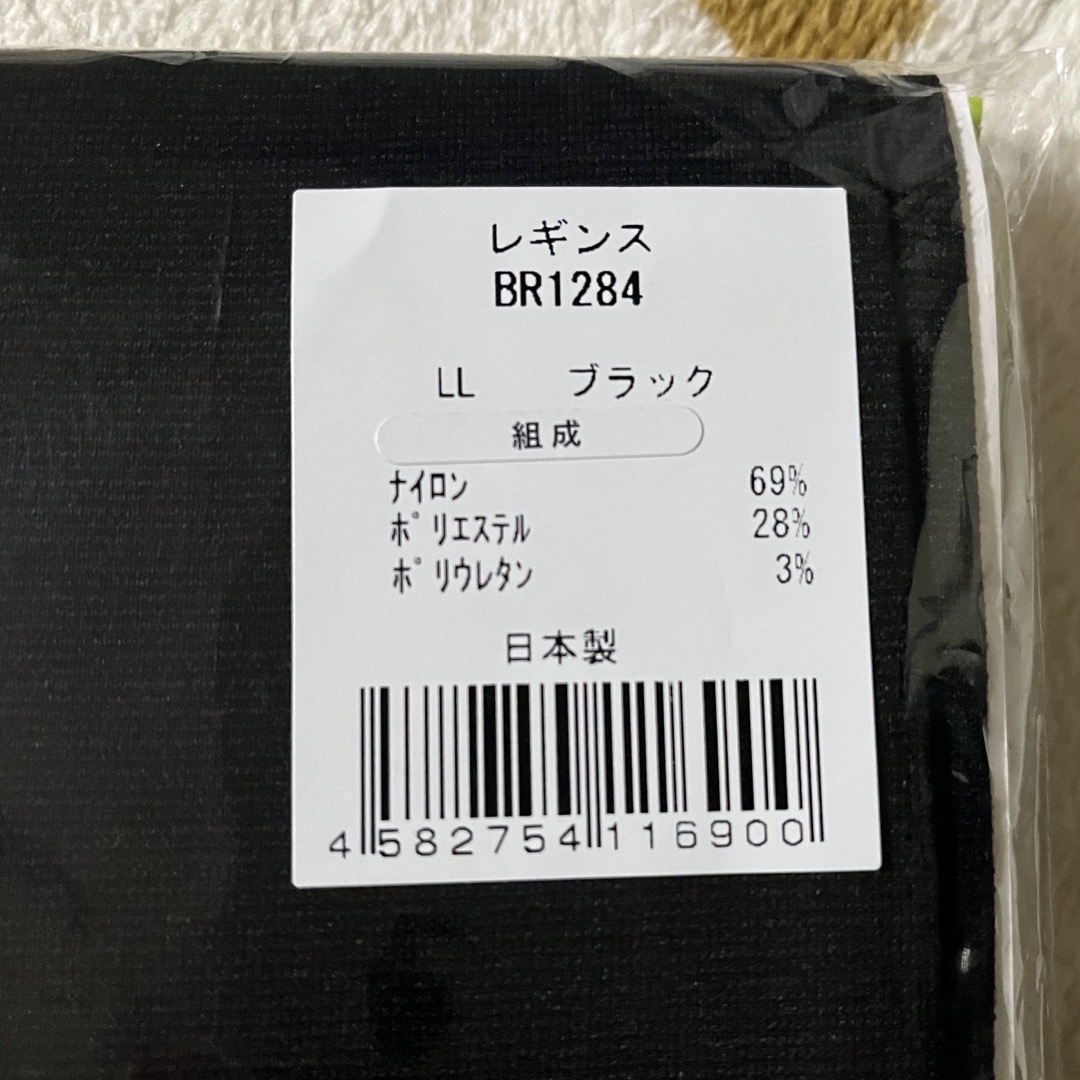 レギンス
BR1284
LL ブラック
組成
ﾅｲﾛﾝ 69%
ﾎﾟﾘｴｽﾃﾙ 28%
ﾎﾟﾘｳﾚﾀﾝ 3%
日本製
4582754116900